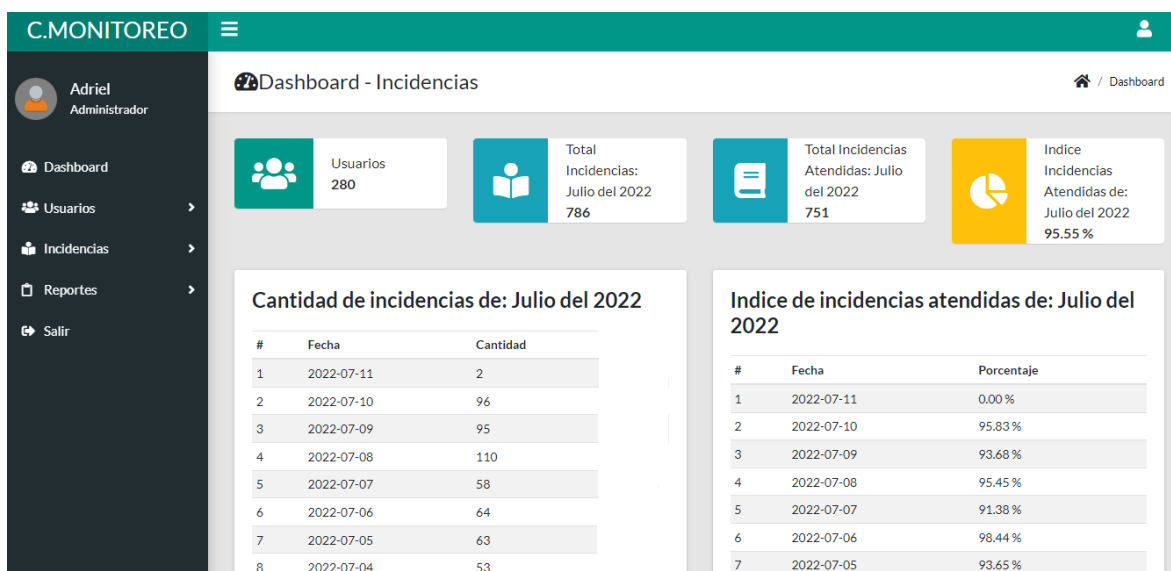 C.MONITOREO
Adriel
Administrador
Dashboard
Usuarios
Incidencias
Reportes
Salir
Dashboard - Incidencias
/ Dashboard
Usuarios
280
Total
Incidencias:
Julio del 2022
786
Total Incidencias
Atendidas: Julio
del 2022
751
Indice
Incidencias
Atendidas de:
Julio del 2022
95.55 %
Cantidad de incidencias de: Julio del 2022
# Fecha Cantidad
1 2022-07-11 2
2 2022-07-10 96
3 2022-07-09 95
4 2022-07-08 110
5 2022-07-07 58
6 2022-07-06 64
7 2022-07-05 63
8 2022-07-04 53
Indice de incidencias atendidas de: Julio del
2022
# Fecha Porcentaje
1 2022-07-11 0.00 %
2 2022-07-10 95.83 %
3 2022-07-09 93.68 %
4 2022-07-08 95.45 %
5 2022-07-07 91.38 %
6 2022-07-06 98.44 %
7 2022-07-05 93.65 %